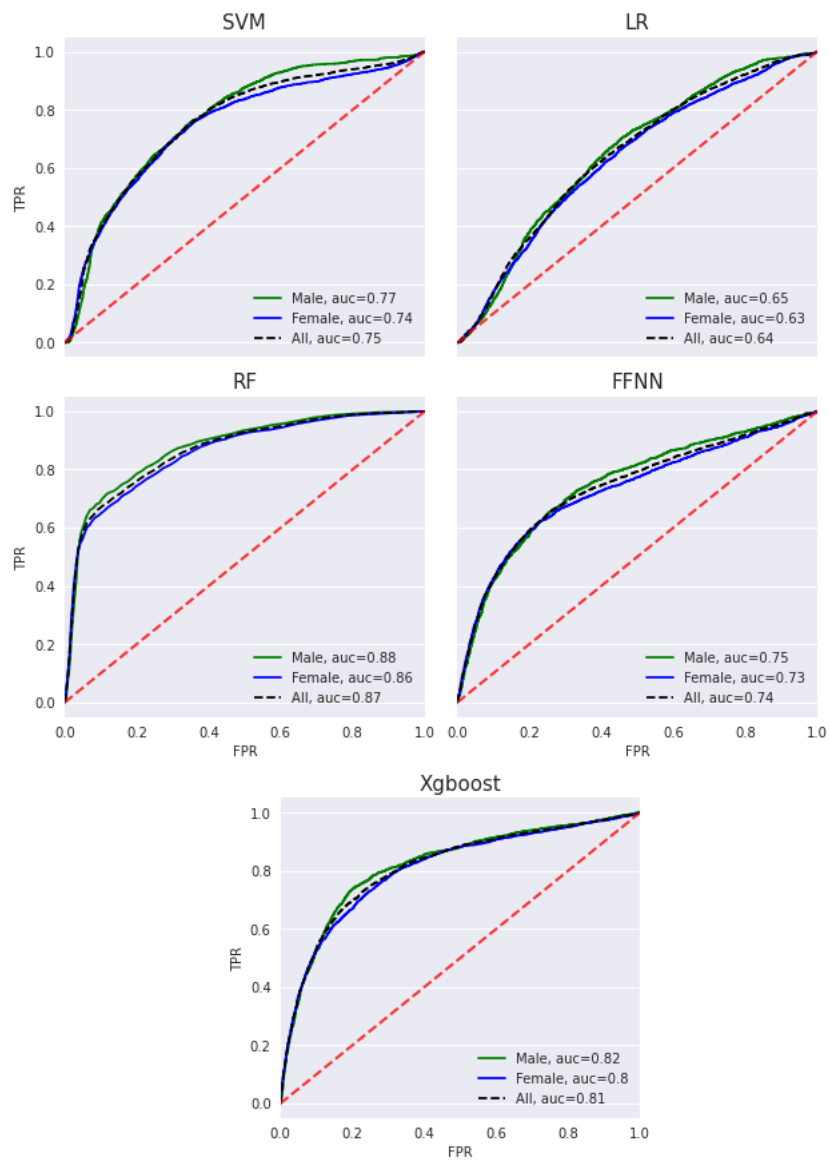 SVM
LR
1.0
0.8
0.6
0.4
0.2
0.0
TPR
Male, auc=0.77
Female, auc=0.74
All, auc=0.75
Male, auc=0.65
Female, auc=0.63
All, auc=0.64
RF
FFNN
1.0
0.8
0.6
0.4
0.2
0.0
TPR
Male, auc=0.88
Female, auc=0.86
All, auc=0.87
Male, auc=0.75
Female, auc=0.73
All, auc=0.74
0.0 0.2 0.4 0.6 0.8 1.0
FPR
0.0 0.2 0.4 0.6 0.8 1.0
FPR
Xgboost
1.0
0.8
0.6
0.4
0.2
0.0
TPR
Male, auc=0.82
Female, auc=0.8
All, auc=0.81
0.0 0.2 0.4 0.6 0.8 1.0
FPR